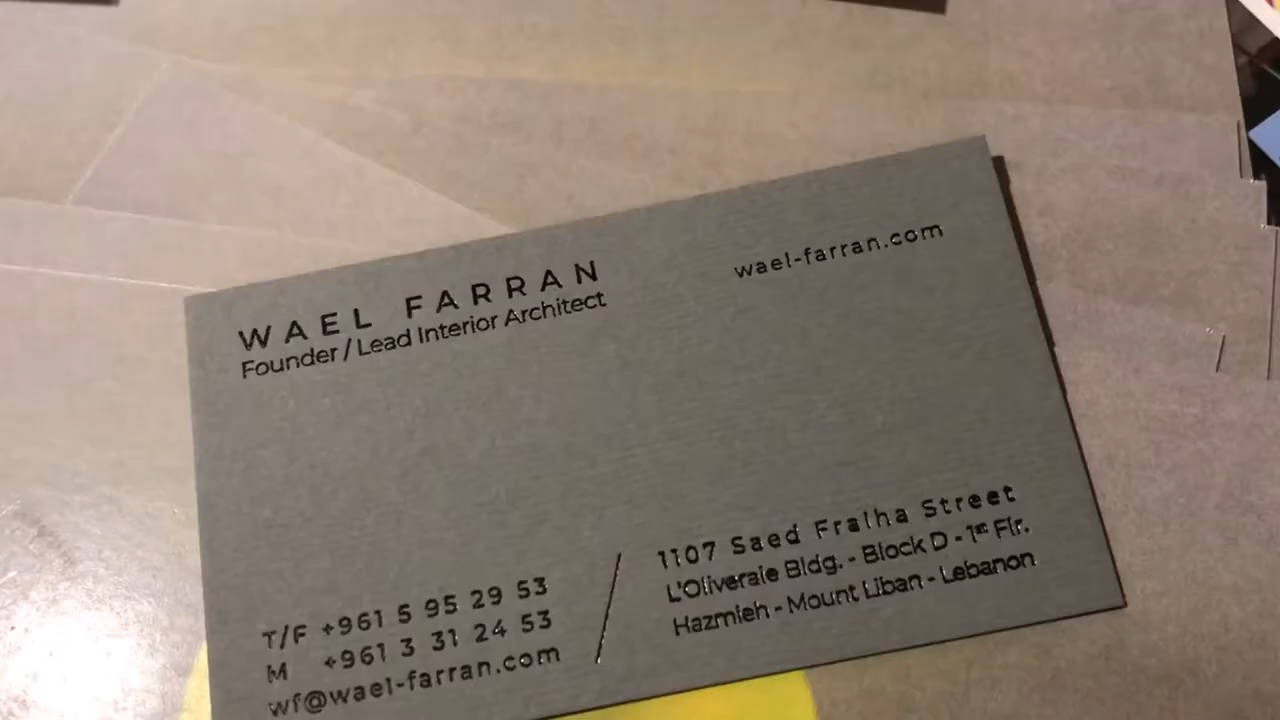 WAEL FARRAN
Founder / Lead Interior Architect
wael-farran.com
T/F +961 5 95 29 53
M +961 3 31 24 53
wf@wael-farran.com
/
1107 Saed Fraiha Street
L'Oliveraie Bldg. - Block D - 1st Flr.
Hazmieh - Mount Liban - Lebanon